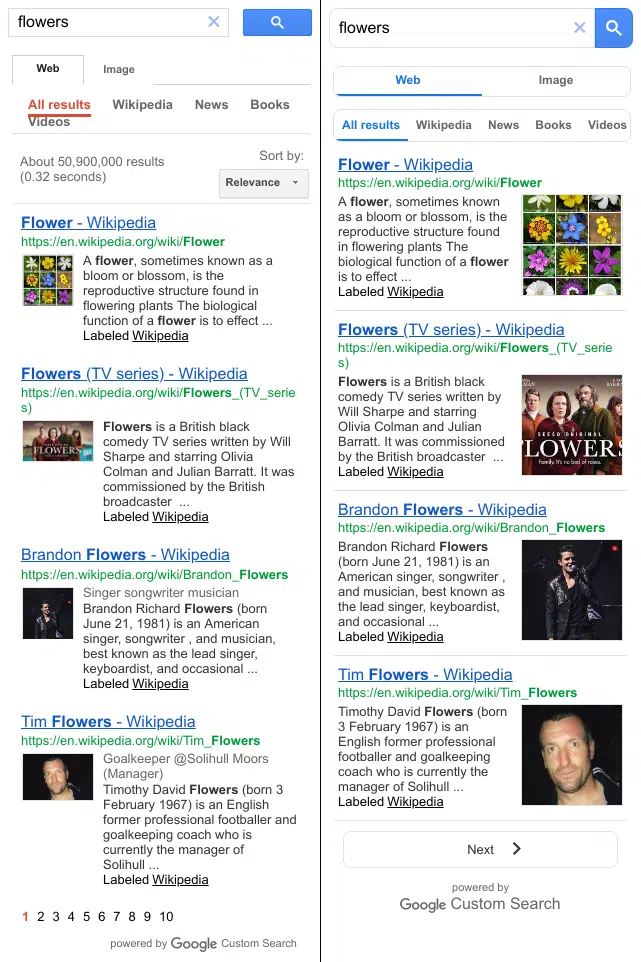 flowers
Web
Image
All results Wikipedia News Books
Videos
About 50,900,000 results
(0.32 seconds)
Sort by:
Relevance
Flower - Wikipedia
https://en.wikipedia.org/wiki/Flower
A flower, sometimes known as a
bloom or blossom, is the
reproductive structure found in
flowering plants The biological
function of a flower is to effect ...
Labeled Wikipedia
Flowers (TV series) - Wikipedia
https://en.wikipedia.org/wiki/Flowers_(TV_serie
s)
FLOWERS
Flowers is a British black
comedy TV series written by Will
Sharpe and starring Olivia
Colman and Julian Barratt. It was
commissioned by the British
broadcaster ...
Labeled Wikipedia
Brandon Flowers - Wikipedia
https://en.wikipedia.org/wiki/Brandon_Flowers
Singer songwriter musician
Brandon Richard Flowers (born
June 21, 1981) is an American
singer, songwriter , and musician,
best known as the lead singer,
keyboardist, and occasional ...
Labeled Wikipedia
Tim Flowers - Wikipedia
https://en.wikipedia.org/wiki/Tim_Flowers
Goalkeeper @Solihull Moors
(Manager)
Timothy David Flowers (born 3
February 1967) is an English
former professional footballer and
goalkeeping coach who is
currently the manager of
Solihull ...
Labeled Wikipedia
1 2 3 4 5 6 7 8 9 10
powered by Google Custom Search
flowers
Web
Image
All results Wikipedia News Books Videos
Flower - Wikipedia
https://en.wikipedia.org/wiki/Flower
A flower, sometimes known
as a bloom or blossom, is the
reproductive structure found
in flowering plants The
biological function of a flower
is to effect ...
Labeled Wikipedia
Flowers (TV series) - Wikipedia
https://en.wikipedia.org/wiki/Flowers_(TV_serie
s)
Flowers is a British black
comedy TV series written by
Will Sharpe and starring
Olivia Colman and Julian
Barratt. It was commissioned
by the British broadcaster ...
Labeled Wikipedia
SEESO ORIGINAL
LOWERS
Family. It's no bed of roses.
Brandon Flowers - Wikipedia
https://en.wikipedia.org/wiki/Brandon_Flowers
Brandon Richard Flowers
(born June 21, 1981) is an
American singer, songwriter ,
and musician, best known as
the lead singer, keyboardist,
and occasional ...
Labeled Wikipedia
Tim Flowers - Wikipedia
https://en.wikipedia.org/wiki/Tim_Flowers
Timothy David Flowers (born
3 February 1967) is an
English former professional
footballer and goalkeeping
coach who is currently the
manager of Solihull ...
Labeled Wikipedia
Next
powered by
Google Custom Search